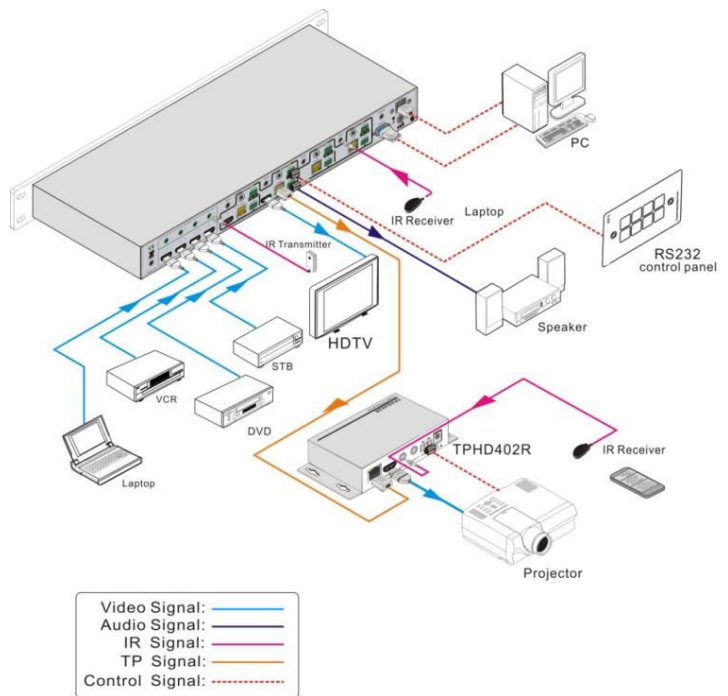 PC
IR Receiver
Laptop
RS232
control panel
IR Transmitter
HDTV
Speaker
STB
VCR
DVD
Laptop
TPHD402R
IR Receiver
Projector
Video Signal:
Audio Signal:
IR Signal:
TP Signal:
Control Signal: